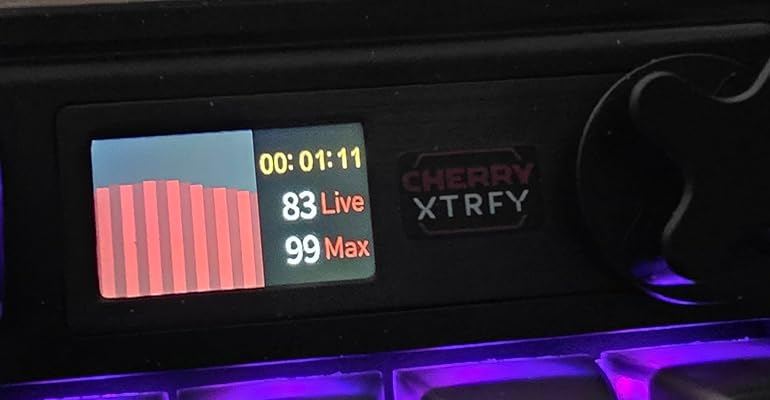 00:01:11
83 Live
99 Max
CHERRY
XTRFY